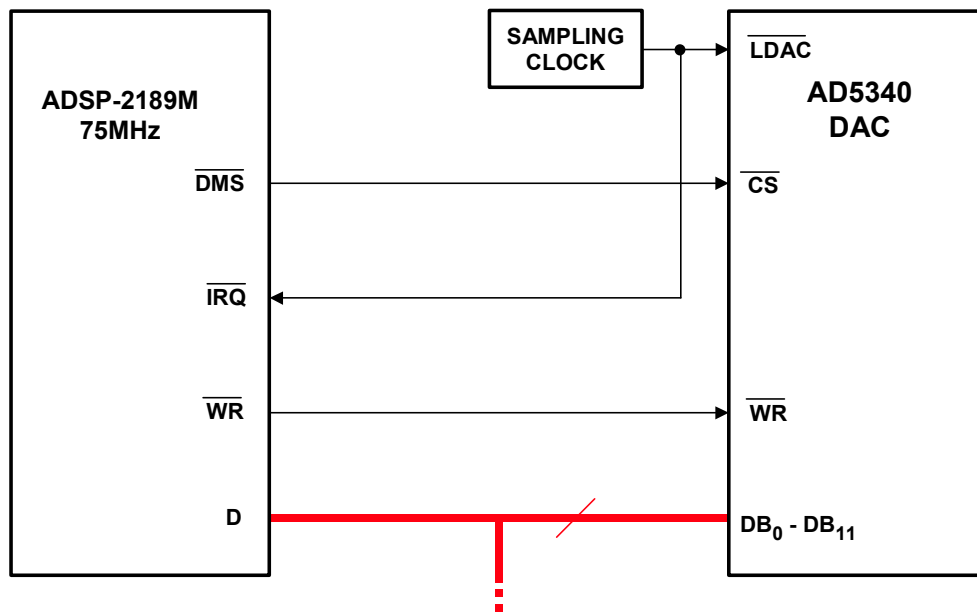 SAMPLING
CLOCK
LDAC
ADSP-2189M
75MHz
AD5340
DAC
DMS
CS
IRQ
WR
WR
D
DB0 - DB11